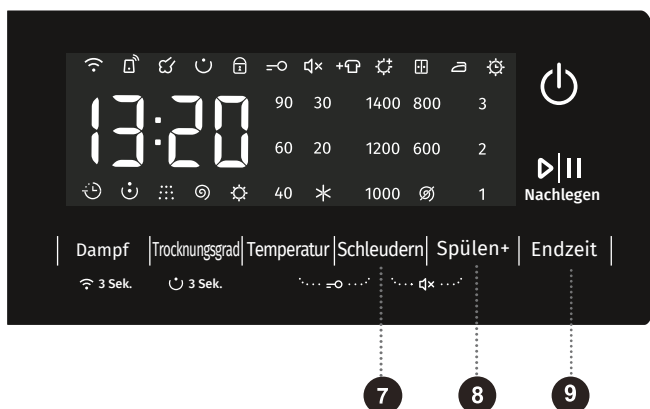 13:20
90 30 1400 800 3
60 20 1200 600 2
40 1000 1
Nachlegen
Dampf Trocknungsgrad Temperatur Schleudern Spülen+ Endzeit
3 Sek. 3 Sek.
7 8 9